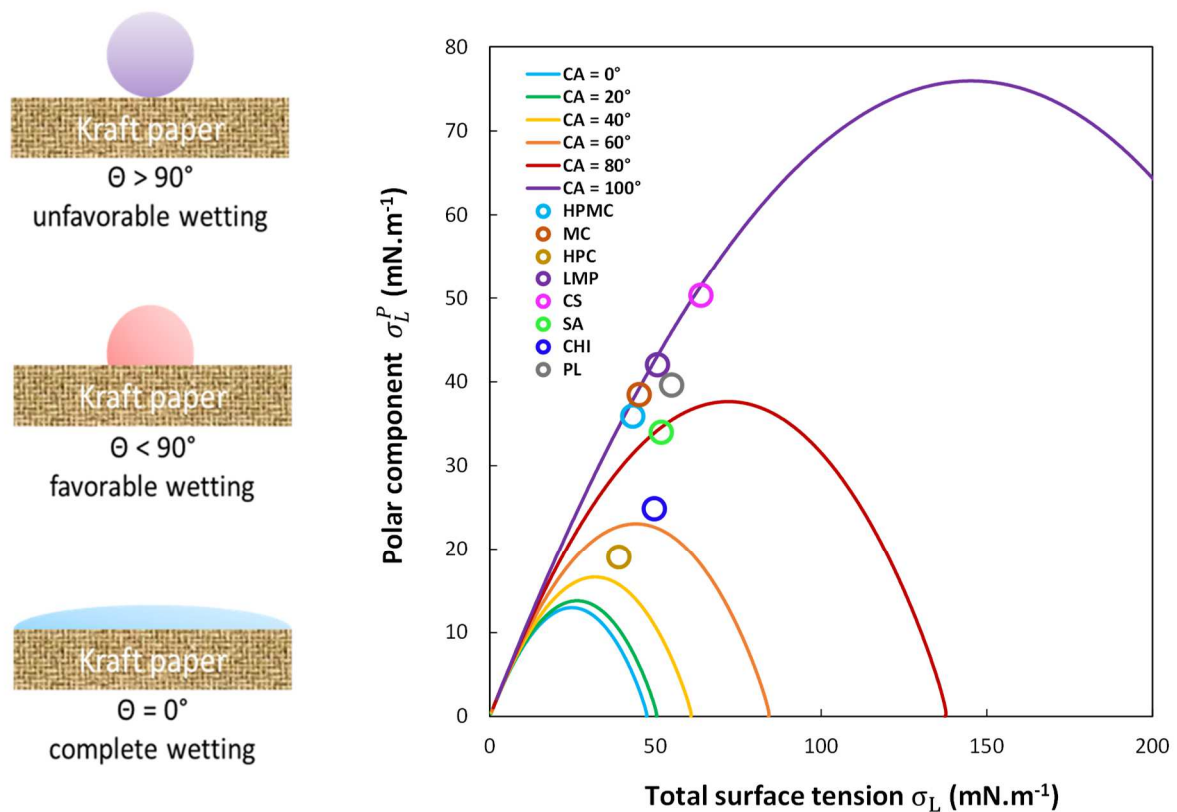 Kraft paper
Θ > 90°
unfavorable wetting
Kraft paper
Θ < 90°
favorable wetting
Kraft paper
Θ = 0°
complete wetting
80
70
60
50
40
30
20
10
0
Polar component σ_L^P (mN.m⁻¹)
CA = 0°
CA = 20°
CA = 40°
CA = 60°
CA = 80°
CA = 100°
HPMC
MC
HPC
LMP
CS
SA
CHI
PL
0 50 100 150 200
Total surface tension σ_L (mN.m⁻¹)